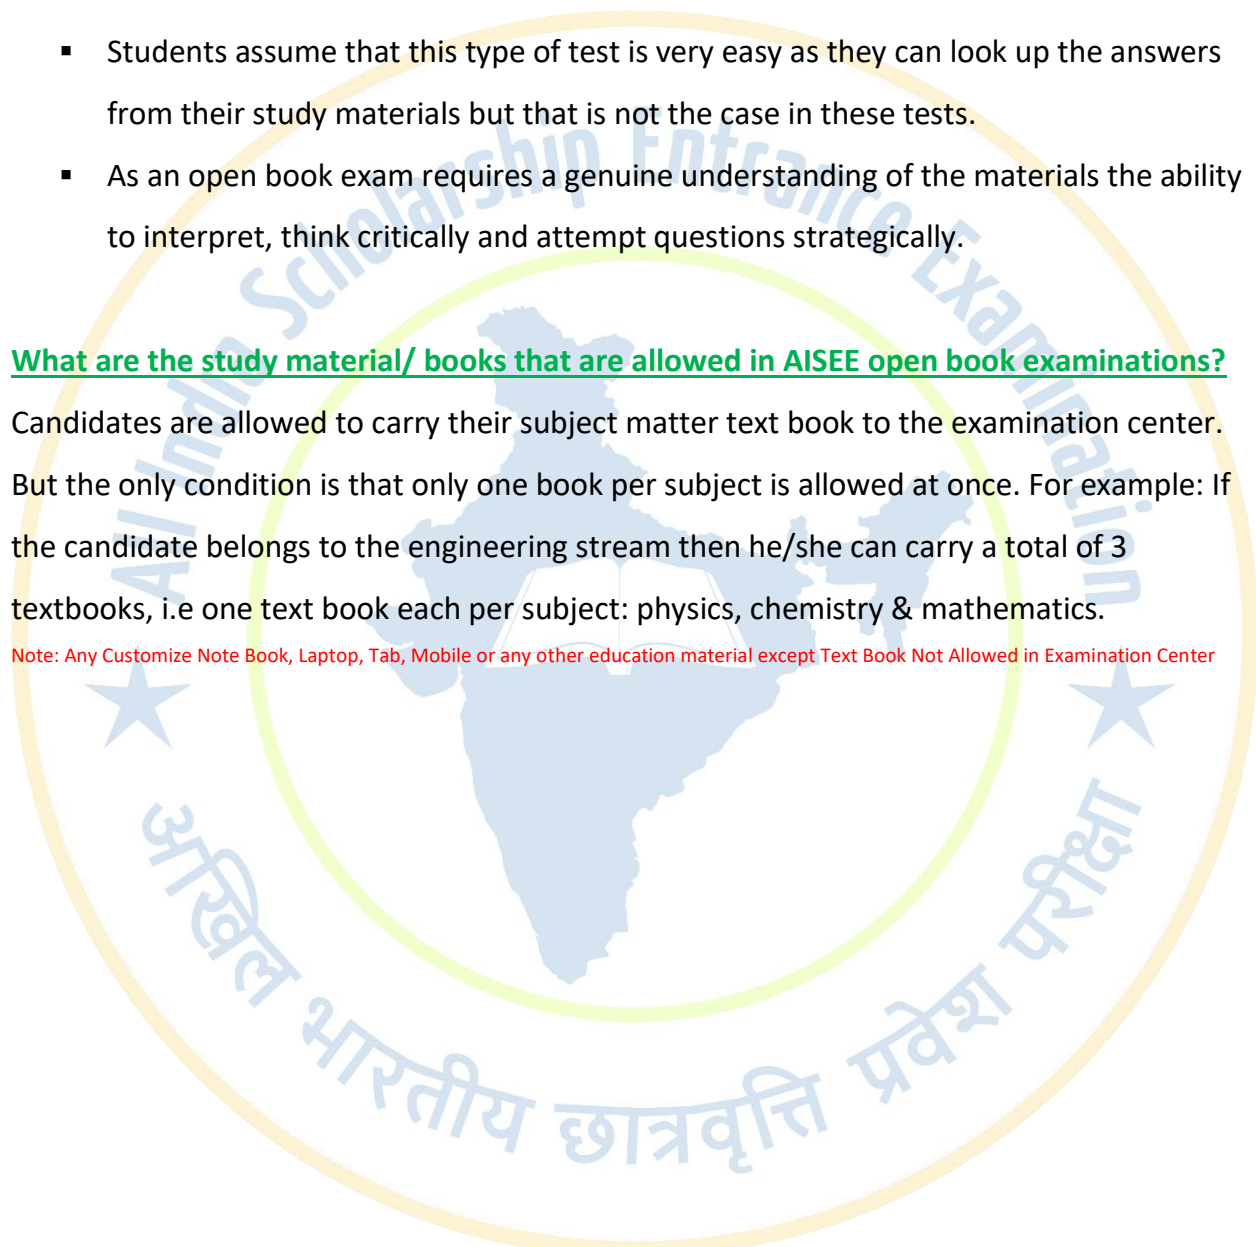 ▪ Students assume that this type of test is very easy as they can look up the answers
from their study materials but that is not the case in these tests.
▪ As an open book exam requires a genuine understanding of the materials the ability
to interpret, think critically and attempt questions strategically.
What are the study material/ books that are allowed in AISEE open book examinations?
Candidates are allowed to carry their subject matter text book to the examination center.
But the only condition is that only one book per subject is allowed at once. For example: If
the candidate belongs to the engineering stream then he/she can carry a total of 3
textbooks, i.e one text book each per subject: physics, chemistry & mathematics.
Note: Any Customize Note Book, Laptop, Tab, Mobile or any other education material except Text Book Not Allowed in Examination Center
All India Scholarship Entrance Examination
अखिल भारतीय छात्रवृत्ति प्रवेश परीक्षा